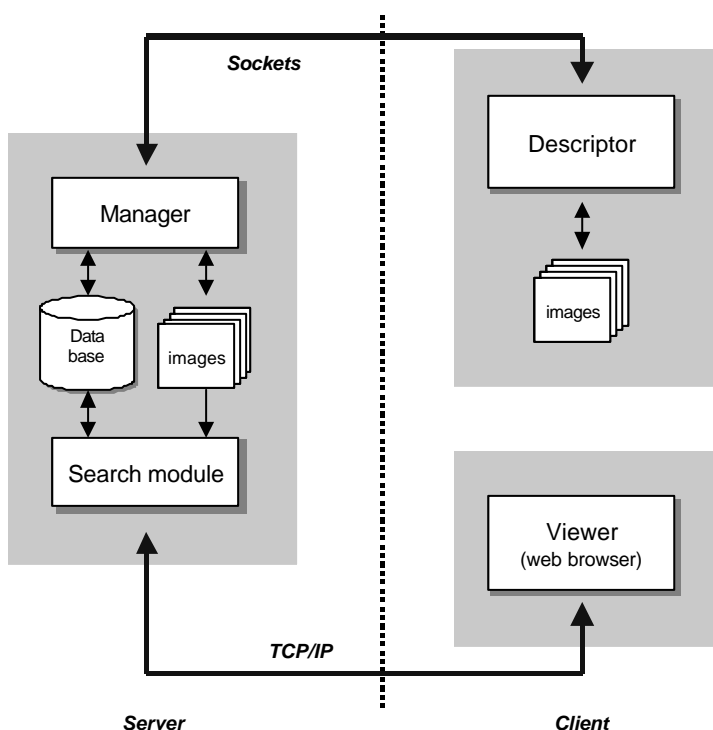 Sockets
Descriptor
Manager
images
Data
base
images
Search module
Viewer
(web browser)
TCP/IP
Server
Client